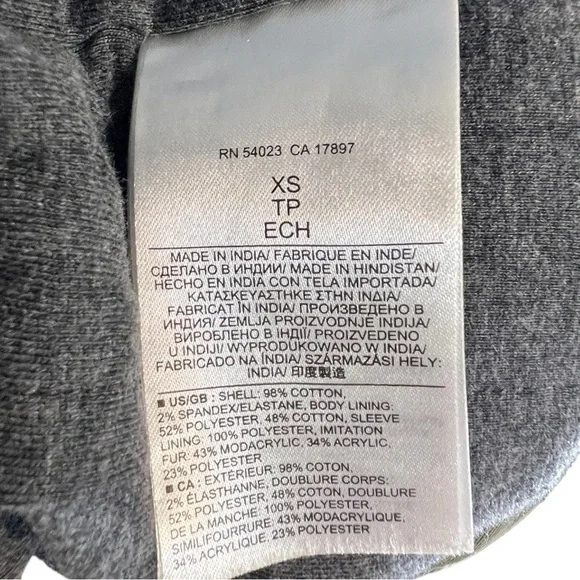 RN 54023 CA 17897
XS
TP
ECH
MADE IN INDIA/ FABRIQUE EN INDE/
СДЕЛАНО В ИНДИИ/ MADE IN HINDISTAN/
HECHO EN INDIA CON TELA IMPORTADA/
ΚΑΤΑΣΚΕΥΑΣΤΗΚΕ ΣΤΗΝ ΙΝΔΙΑ/
FABRICAT ÎN INDIA/ ПРОИЗВЕДЕНО В
ИНДИЯ/ ZEMLJA PROIZVODNJE INDIJA/
ВИРОБЛЕНО В ІНДІЇ/ PROIZVEDENO
U INDIJI/ WYPRODUKOWANO W INDIA/
FABRICADO NA ÍNDIA/ SZÁRMAZÁSI HELY:
INDIA/ 印度製造
■ US/GB : SHELL: 98% COTTON,
2% SPANDEX/ELASTANE, BODY LINING:
52% POLYESTER, 48% COTTON, SLEEVE
LINING: 100% POLYESTER, IMITATION
FUR: 43% MODACRYLIC, 34% ACRYLIC,
23% POLYESTER
■ CA : EXTÉRIEUR: 98% COTON,
2% ÉLASTHANNE, DOUBLURE CORPS:
52% POLYESTER, 48% COTON, DOUBLURE
DE LA MANCHE: 100% POLYESTER,
SIMILIFOURRURE: 43% MODACRYLIQUE,
34% ACRYLIQUE, 23% POLYESTER